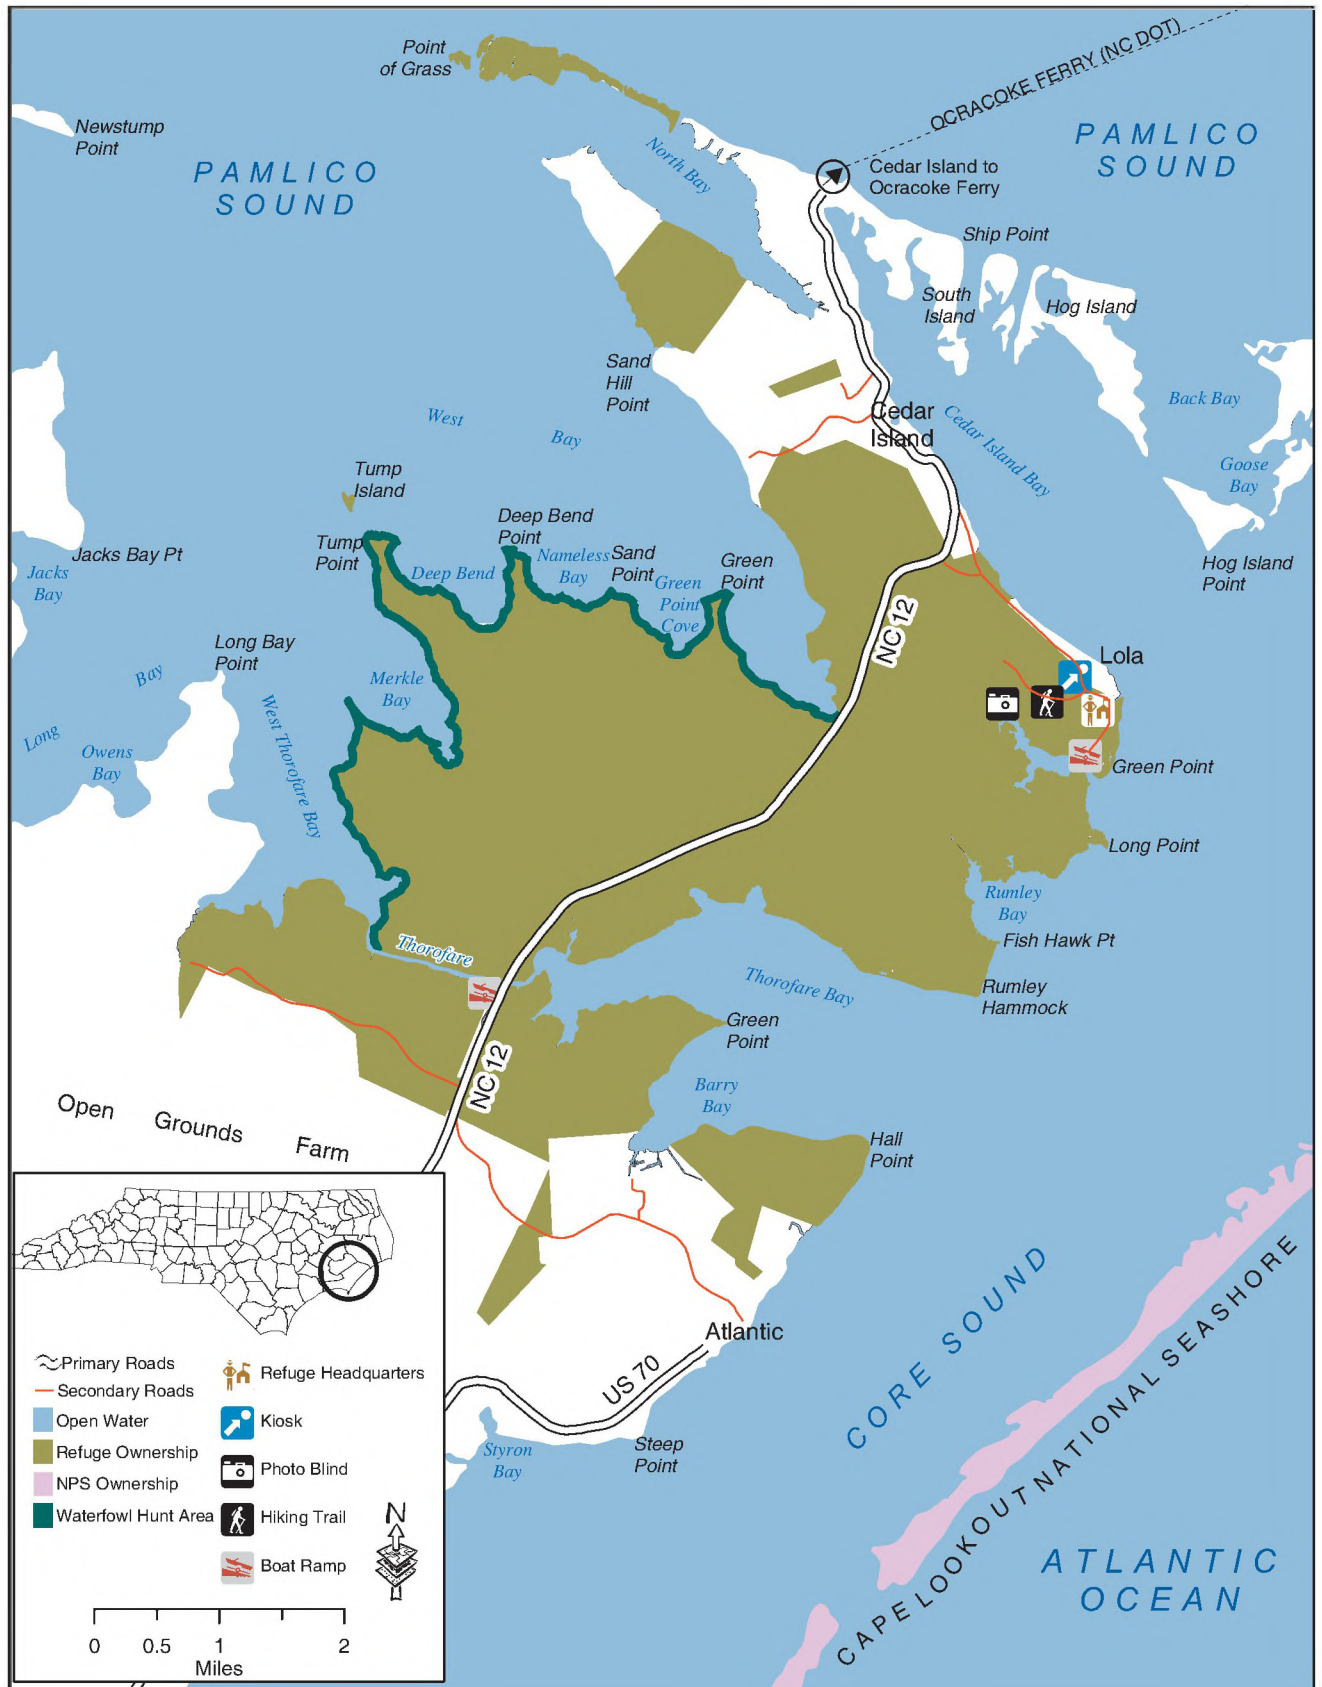 Point
of Grass
OCRACOKE FERRY (NC DOT)
Newstump
Point
PAMLICO
SOUND
North Bay
Cedar Island to
Ocracoke Ferry
PAMLICO
SOUND
Ship Point
South
Island
Hog Island
Sand
Hill
Point
West
Bay
Cedar
Island
Cedar Island Bay
Back Bay
Goose
Bay
Tump
Island
Deep Bend
Point
Tump
Point
Deep Bend
Nameless
Bay
Sand
Point
Green
Point
Cove
Green
Point
Jacks Bay Pt
Jacks
Bay
Hog Island
Point
NC 12
Long Bay
Point
Lola
Merkle
Bay
Long
Bay
Owens
Bay
West Thorofare Bay
Green Point
Long Point
Rumley
Bay
Fish Hawk Pt
Thorofare
Thorofare Bay
Rumley
Hammock
Green
Point
NC 12
Barry
Bay
Open Grounds Farm
Hall
Point
CORE SOUND
CAPE LOOKOUT NATIONAL SEASHORE
Atlantic
US 70
Steep
Point
Styron
Bay
ATLANTIC
OCEAN
Primary Roads
Secondary Roads
Open Water
Refuge Ownership
NPS Ownership
Waterfowl Hunt Area
Refuge Headquarters
Kiosk
Photo Blind
Hiking Trail
Boat Ramp
N
0 0.5 1 2
Miles